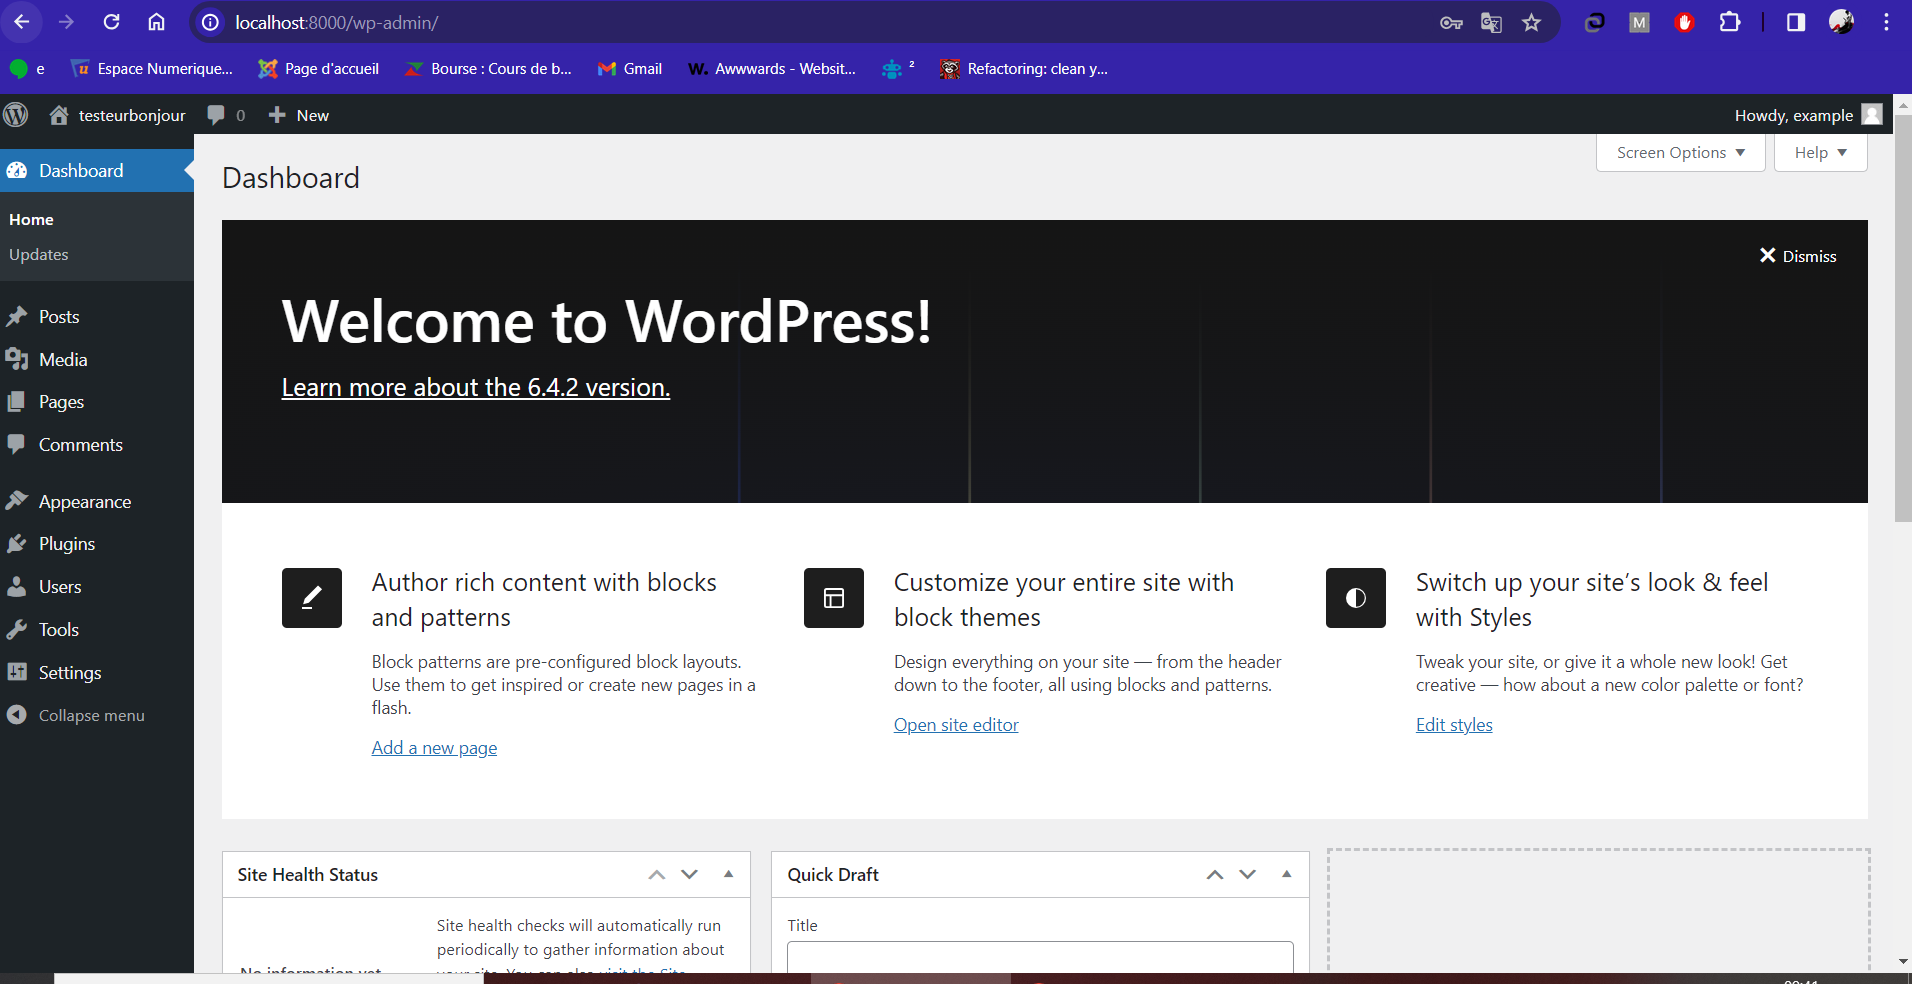 localhost:8000/wp-admin/
e
Espace Numerique...
Page d'accueil
Bourse : Cours de b...
Gmail
W. Awwwards - Websit...
2
Refactoring: clean y...
testeurbonjour
0
New
Howdy, example
Screen Options
Help
Dashboard
Home
Updates
Posts
Media
Pages
Comments
Appearance
Plugins
Users
Tools
Settings
Collapse menu
Dashboard
Dismiss
Welcome to WordPress!
Learn more about the 6.4.2 version.
Author rich content with blocks
and patterns
Block patterns are pre-configured block layouts.
Use them to get inspired or create new pages in a
flash.
Add a new page
Customize your entire site with
block themes
Design everything on your site — from the header
down to the footer, all using blocks and patterns.
Open site editor
Switch up your site’s look & feel
with Styles
Tweak your site, or give it a whole new look! Get
creative — how about a new color palette or font?
Edit styles
Site Health Status
No information yet
Site health checks will automatically run
periodically to gather information about
your site. You can also visit the Site
Quick Draft
Title